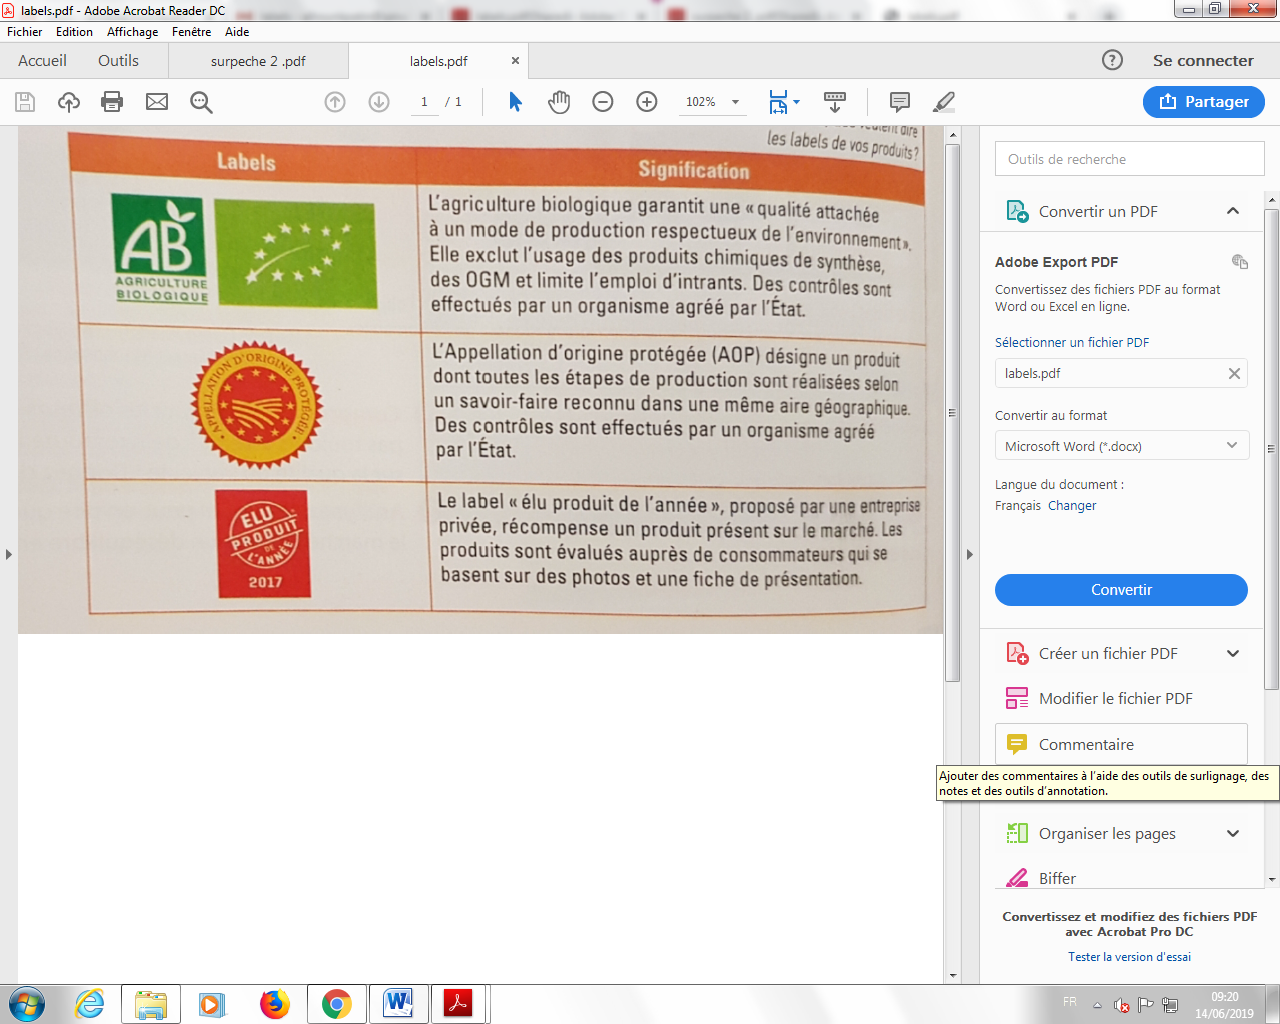 labels.pdf - Adobe Acrobat Reader DC
Fichier Edition Affichage Fenêtre Aide
Accueil Outils surpeche 2 .pdf labels.pdf Se connecter
1 / 1 102% Partager
les labels de vos produits ?
Labels Signification
AB
AGRICULTURE
BIOLOGIQUE
L'agriculture biologique garantit une « qualité attachée
à un mode de production respectueux de l'environnement ».
Elle exclut l'usage des produits chimiques de synthèse,
des OGM et limite l'emploi d'intrants. Des contrôles sont
effectués par un organisme agréé par l'État.
APPELLATION D'ORIGINE PROTÉGÉE
L'Appellation d'origine protégée (AOP) désigne un produit
dont toutes les étapes de production sont réalisées selon
un savoir-faire reconnu dans une même aire géographique.
Des contrôles sont effectués par un organisme agréé
par l'État.
ELU
PRODUIT
DE
L'ANNÉE
2017
Le label « élu produit de l'année », proposé par une entreprise
privée, récompense un produit présent sur le marché. Les
produits sont évalués auprès de consommateurs qui se
basent sur des photos et une fiche de présentation.
Outils de recherche
Convertir un PDF
Adobe Export PDF
Convertissez des fichiers PDF au format
Word ou Excel en ligne.
Sélectionner un fichier PDF
labels.pdf
Convertir au format
Microsoft Word (*.docx)
Langue du document :
Français Changer
Convertir
Créer un fichier PDF
Modifier le fichier PDF
Commentaire
Ajouter des commentaires à l'aide des outils de surlignage, des
notes et des outils d'annotation.
Organiser les pages
Biffer
Convertissez et modifiez des fichiers PDF
avec Acrobat Pro DC
Tester la version d'essai
FR 09:20
14/06/2019